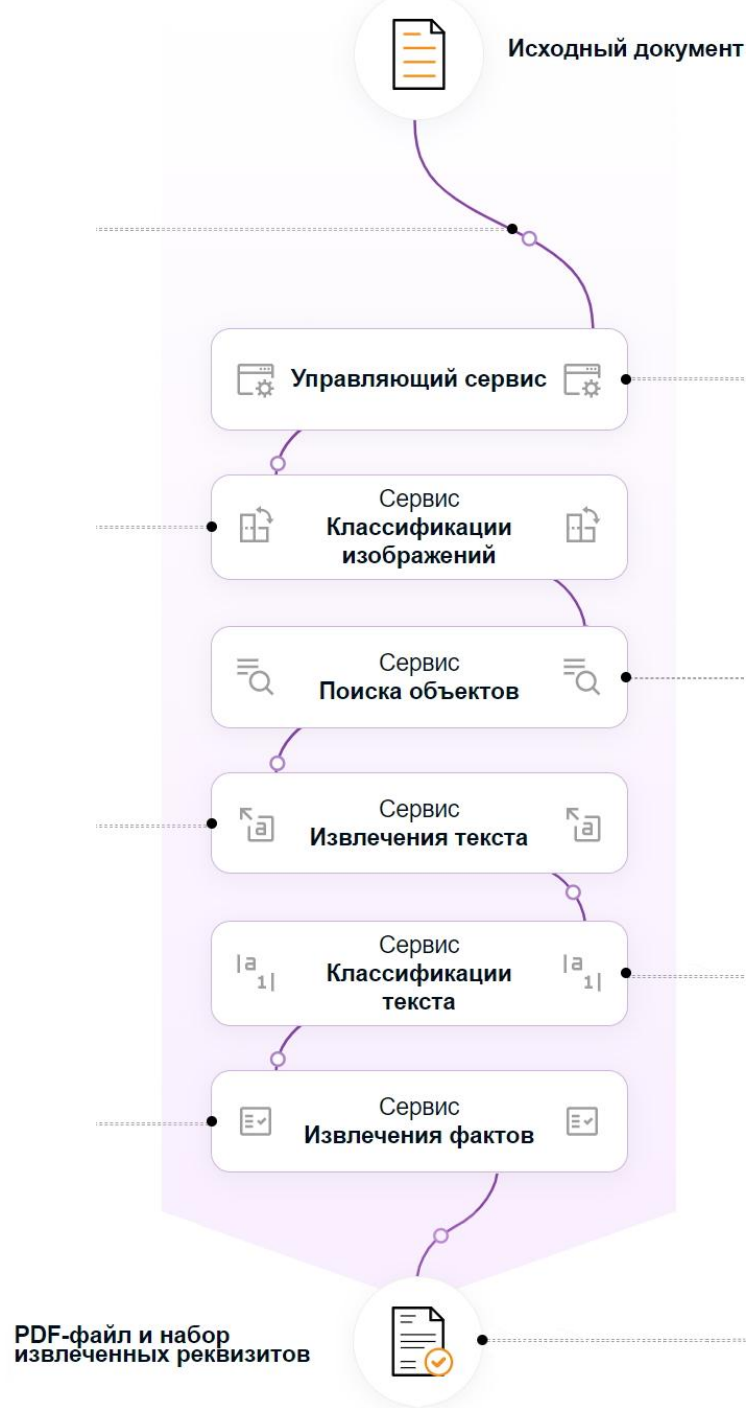 Исходный документ
Управляющий сервис
Сервис
Классификации
изображений
Сервис
Поиска объектов
Сервис
Извлечения текста
Сервис
Классификации
текста
Сервис
Извлечения фактов
PDF-файл и набор
извлеченных реквизитов